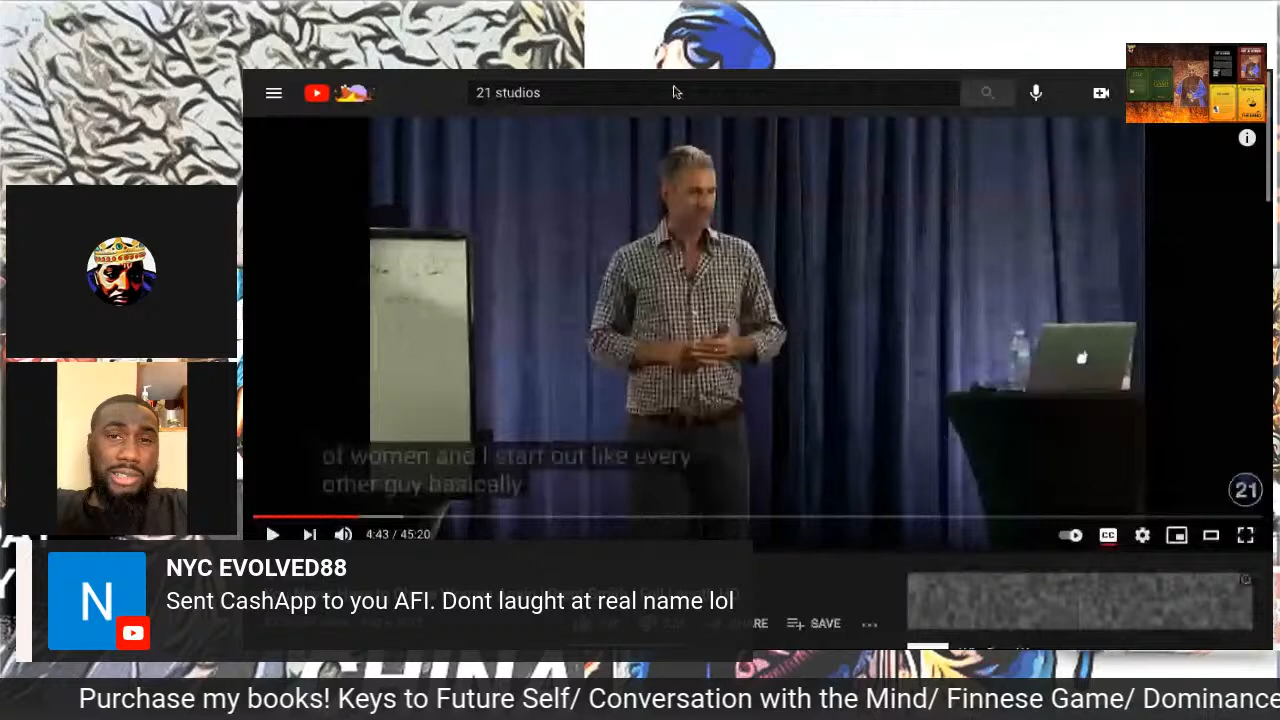 21 studios
of women and I start out like every
other guy basically
21
4:43 / 45:20
CC
N
NYC EVOLVED88
Sent CashApp to you AFI. Dont laught at real name lol
SAVE
Purchase my books! Keys to Future Self/ Conversation with the Mind/ Finnese Game/ Dominance